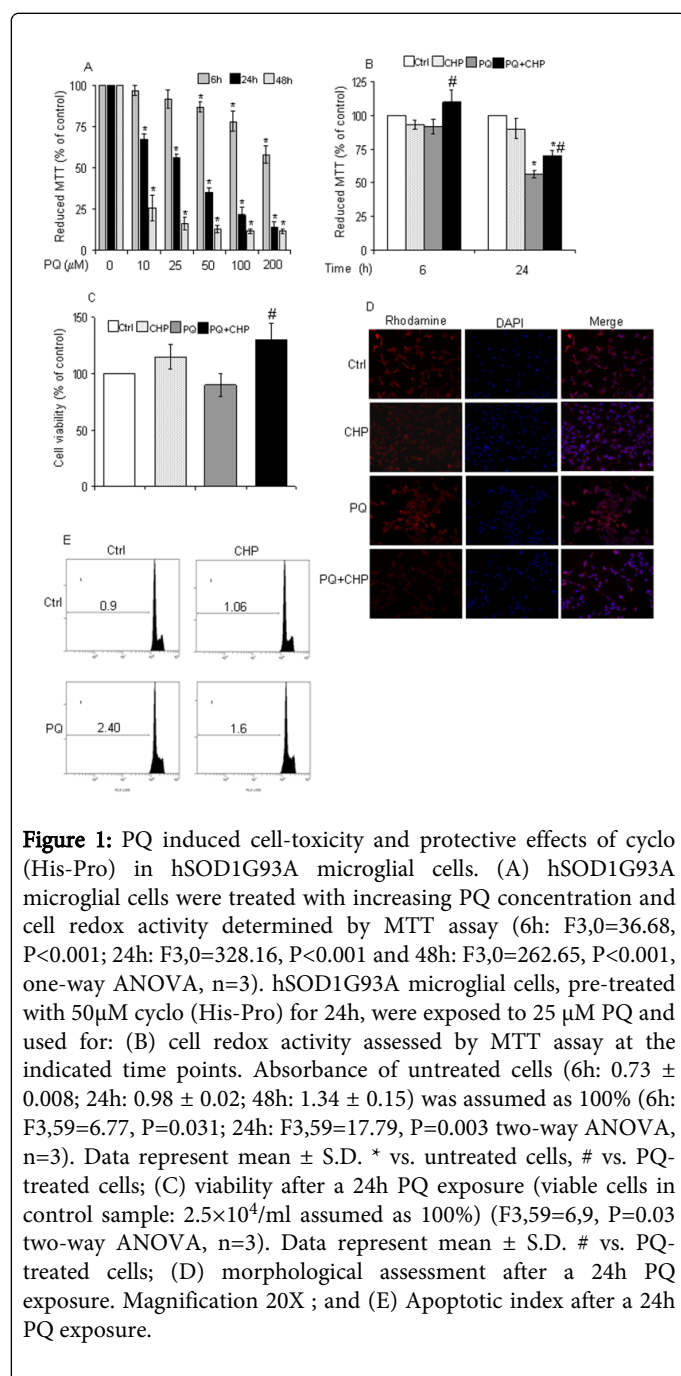 A
6h 24h 48h
Reduced MTT (% of control)
100
75
50
25
0
* * * * * * * * * * *
PQ (µM) 0 10 25 50 100 200
B
Ctrl CHP PQ PQ+CHP
Reduced MTT (% of control)
125
100
75
50
25
0
# * *#
Time (h) 6 24
C
Ctrl CHP PQ PQ+CHP
Cell viability (% of control)
150
100
50
0
#
D
Rhodamine DAPI Merge
Ctrl
CHP
PQ
PQ+CHP
E
Ctrl CHP
Ctrl
0.9 1.06
PQ
2.40 1.6
Figure 1: PQ induced cell-toxicity and protective effects of cyclo
(His-Pro) in hSOD1G93A microglial cells. (A) hSOD1G93A
microglial cells were treated with increasing PQ concentration and
cell redox activity determined by MTT assay (6h: F3,0=36.68,
P<0.001; 24h: F3,0=328.16, P<0.001 and 48h: F3,0=262.65, P<0.001,
one-way ANOVA, n=3). hSOD1G93A microglial cells, pre-treated
with 50µM cyclo (His-Pro) for 24h, were exposed to 25 µM PQ and
used for: (B) cell redox activity assessed by MTT assay at the
indicated time points. Absorbance of untreated cells (6h: 0.73 ±
0.008; 24h: 0.98 ± 0.02; 48h: 1.34 ± 0.15) was assumed as 100% (6h:
F3,59=6.77, P=0.031; 24h: F3,59=17.79, P=0.003 two-way ANOVA,
n=3). Data represent mean ± S.D. * vs. untreated cells, # vs. PQ-
treated cells; (C) viability after a 24h PQ exposure (viable cells in
control sample: 2.5×10⁴/ml assumed as 100%) (F3,59=6,9, P=0.03
two-way ANOVA, n=3). Data represent mean ± S.D. # vs. PQ-
treated cells; (D) morphological assessment after a 24h PQ
exposure. Magnification 20X ; and (E) Apoptotic index after a 24h
PQ exposure.